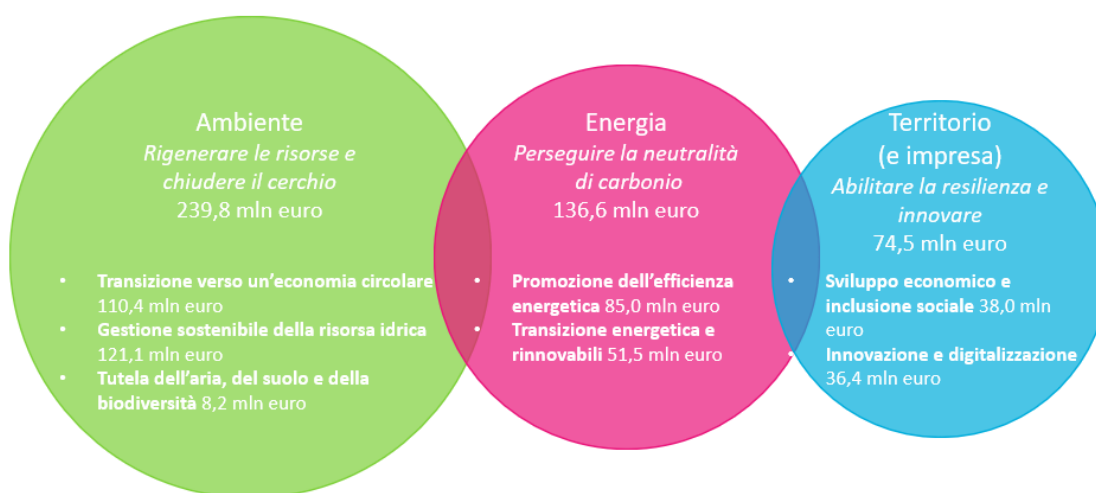 Ambiente
Rigenerare le risorse e
chiudere il cerchio
239,8 mln euro
• Transizione verso un'economia circolare
110,4 mln euro
• Gestione sostenibile della risorsa idrica
121,1 mln euro
• Tutela dell'aria, del suolo e della
biodiversità 8,2 mln euro
Energia
Perseguire la neutralità
di carbonio
136,6 mln euro
• Promozione dell'efficienza
energetica 85,0 mln euro
• Transizione energetica e
rinnovabili 51,5 mln euro
Territorio
(e impresa)
Abilitare la resilienza e
innovare
74,5 mln euro
• Sviluppo economico e
inclusione sociale 38,0 mln
euro
• Innovazione e digitalizzazione
36,4 mln euro